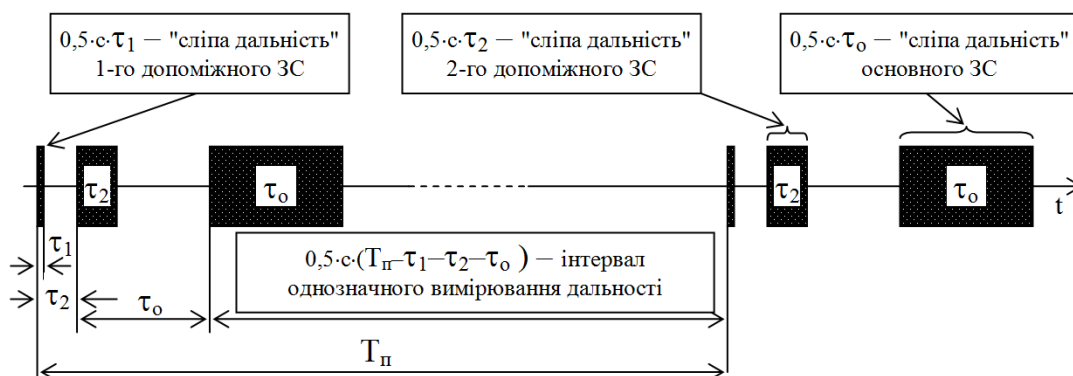 0,5·с·τ1 – "сліпа дальність"
1-го допоміжного ЗС
0,5·с·τ2 – "сліпа дальність"
2-го допоміжного ЗС
0,5·с·τо – "сліпа дальність"
основного ЗС
τ2
τо
τ2
τо
t
τ1
0,5·с·(Тп–τ1–τ2–τо) – інтервал
однозначного вимірювання дальності
τ2
τо
Тп